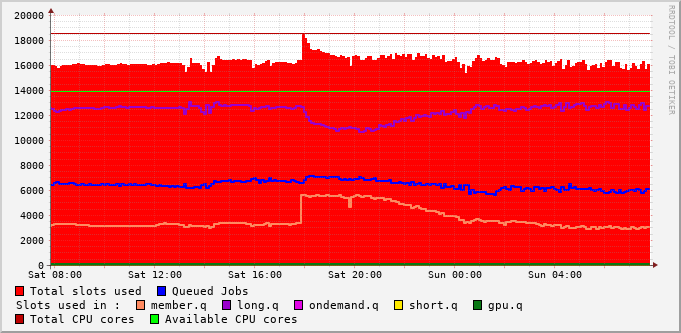 20000
18000
16000
14000
12000
10000
8000
6000
4000
2000
0
Sat 08:00 Sat 12:00 Sat 16:00 Sat 20:00 Sun 00:00 Sun 04:00
RRDTOOL / TOBI OETIKER
Total slots used Queued Jobs
Slots used in : member.q long.q ondemand.q short.q gpu.q
Total CPU cores Available CPU cores